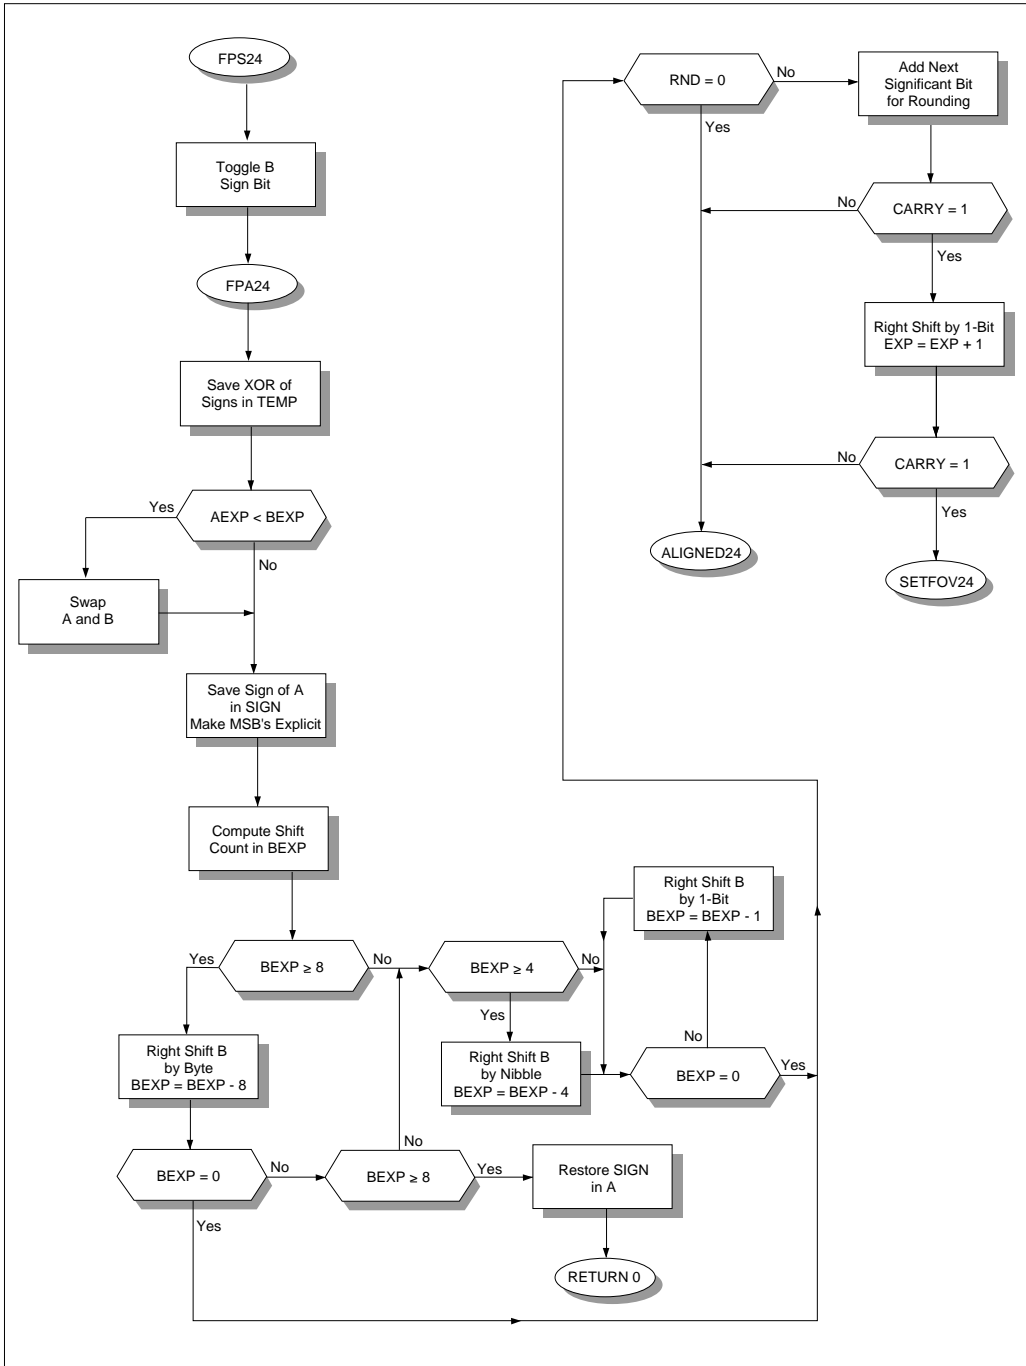 FPS24
Toggle B
Sign Bit
FPA24
Save XOR of
Signs in TEMP
AEXP < BEXP
Yes
No
Swap
A and B
Save Sign of A
in SIGN
Make MSB's Explicit
Compute Shift
Count in BEXP
BEXP ≥ 8
Yes
No
Right Shift B
by Byte
BEXP = BEXP - 8
BEXP = 0
No
Yes
BEXP ≥ 8
No
Yes
Restore SIGN
in A
RETURN 0
BEXP ≥ 4
No
Yes
Right Shift B
by Nibble
BEXP = BEXP - 4
Right Shift B
by 1-Bit
BEXP = BEXP - 1
No
BEXP = 0
Yes
RND = 0
No
Yes
Add Next
Significant Bit
for Rounding
No
CARRY = 1
Yes
Right Shift by 1-Bit
EXP = EXP + 1
No
CARRY = 1
Yes
ALIGNED24
SETFOV24